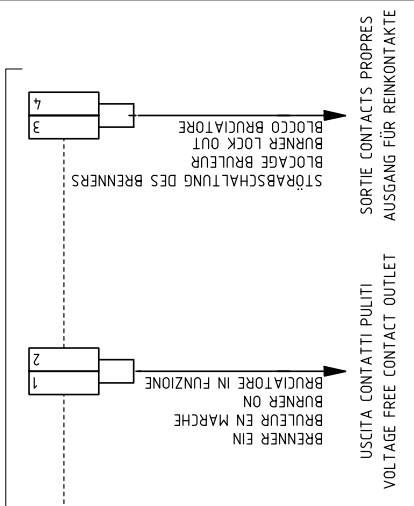 4
3
BLOCCO BRUCIATORE
BURNER LOCK OUT
BLOCAGE BRULEUR
STÖRABSCHALTUNG DES BRENNERS
2
1
BRUCIATORE IN FUNZIONE
BURNER ON
BRULEUR EN MARCHE
BRENNER EIN
USCITA CONTATTI PULITI
VOLTAGE FREE CONTACT OUTLET
SORTIE CONTACTS PROPRES
AUSGANG FÜR REINKONTAKTE